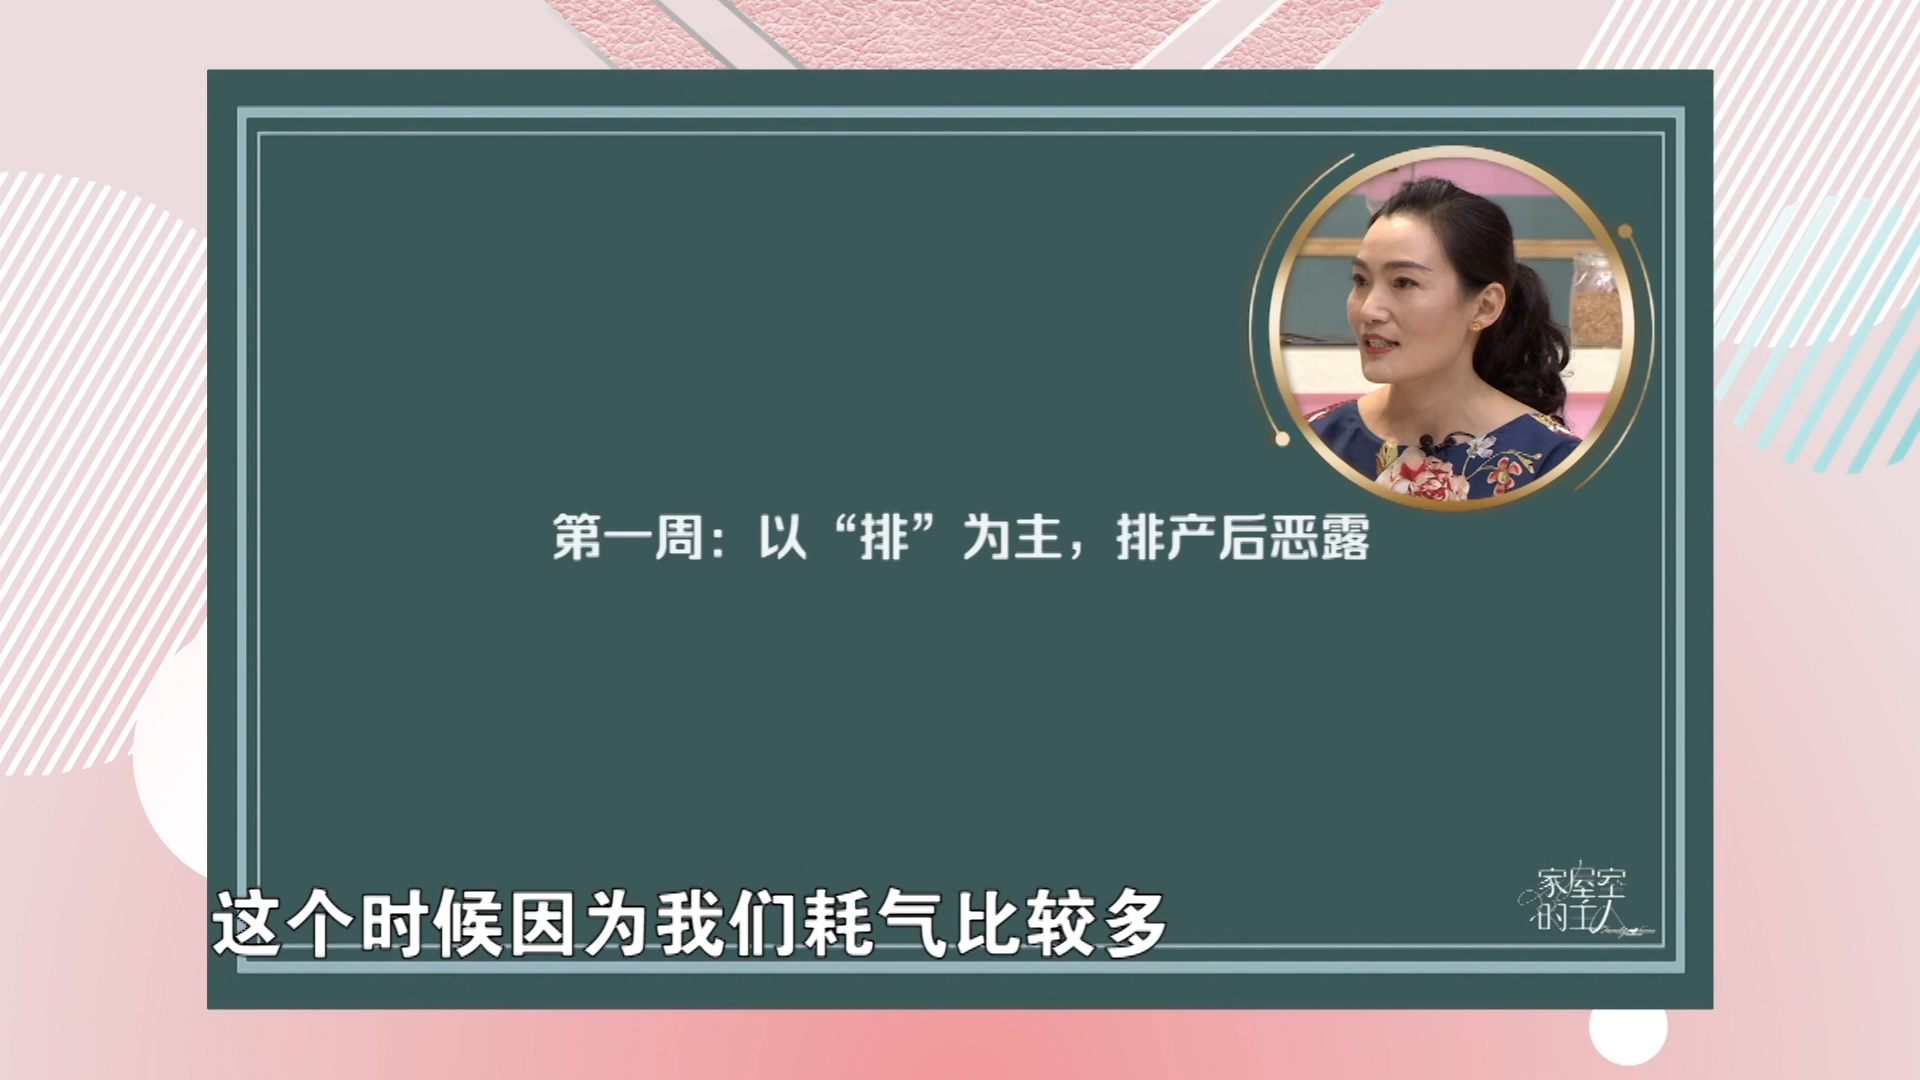 第一周：以“排”为主，排产后恶露
这个时候因为我们耗气比较多
家屋室
的主人